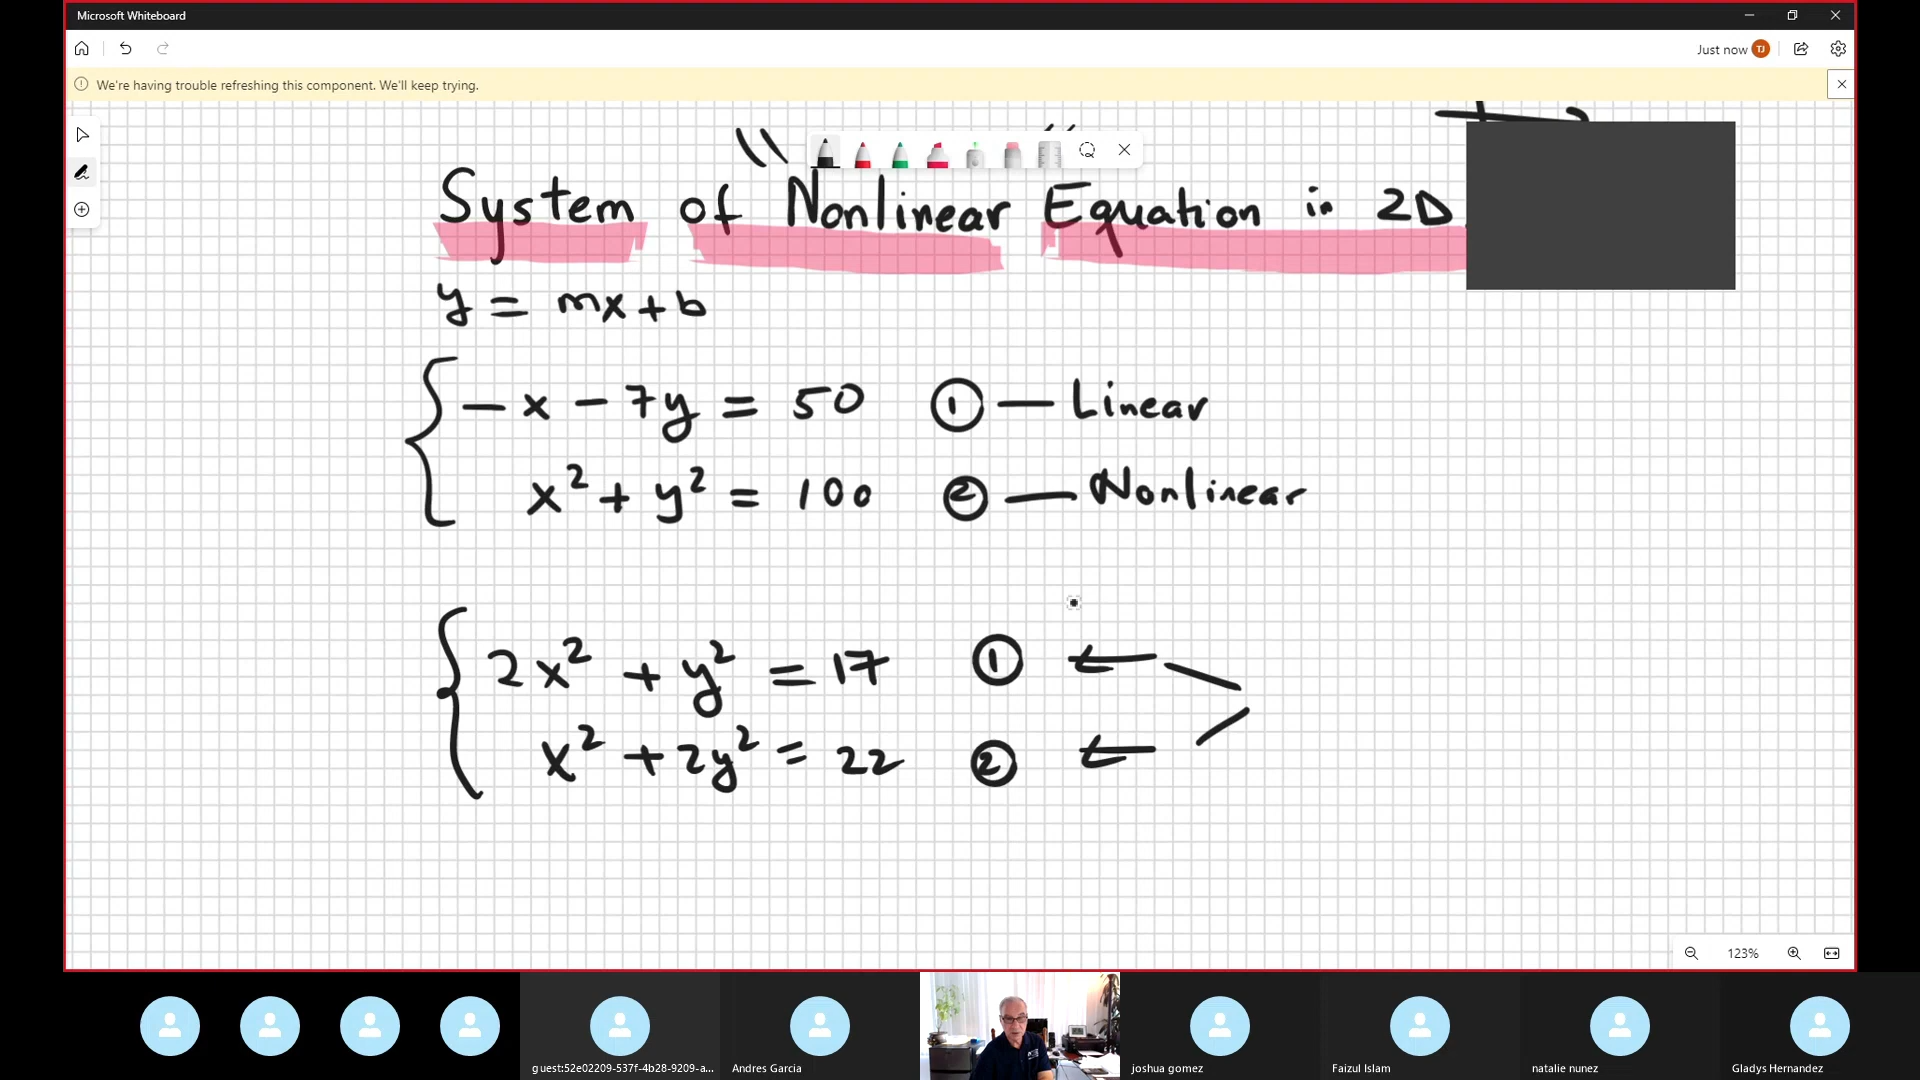 Microsoft Whiteboard
Just now TJ
We're having trouble refreshing this component. We'll keep trying.
System of "Nonlinear Equation in 2D
y = mx + b
− x − 7y = 50 ① — Linear
x² + y² = 100 ② — Nonlinear
2x² + y² = 17 ①
x² + 2y² = 22 ②
123%
guest:52e02209-537f-4b28-9209-a...
Andres Garcia
joshua gomez
Faizul Islam
natalie nunez
Gladys Hernandez